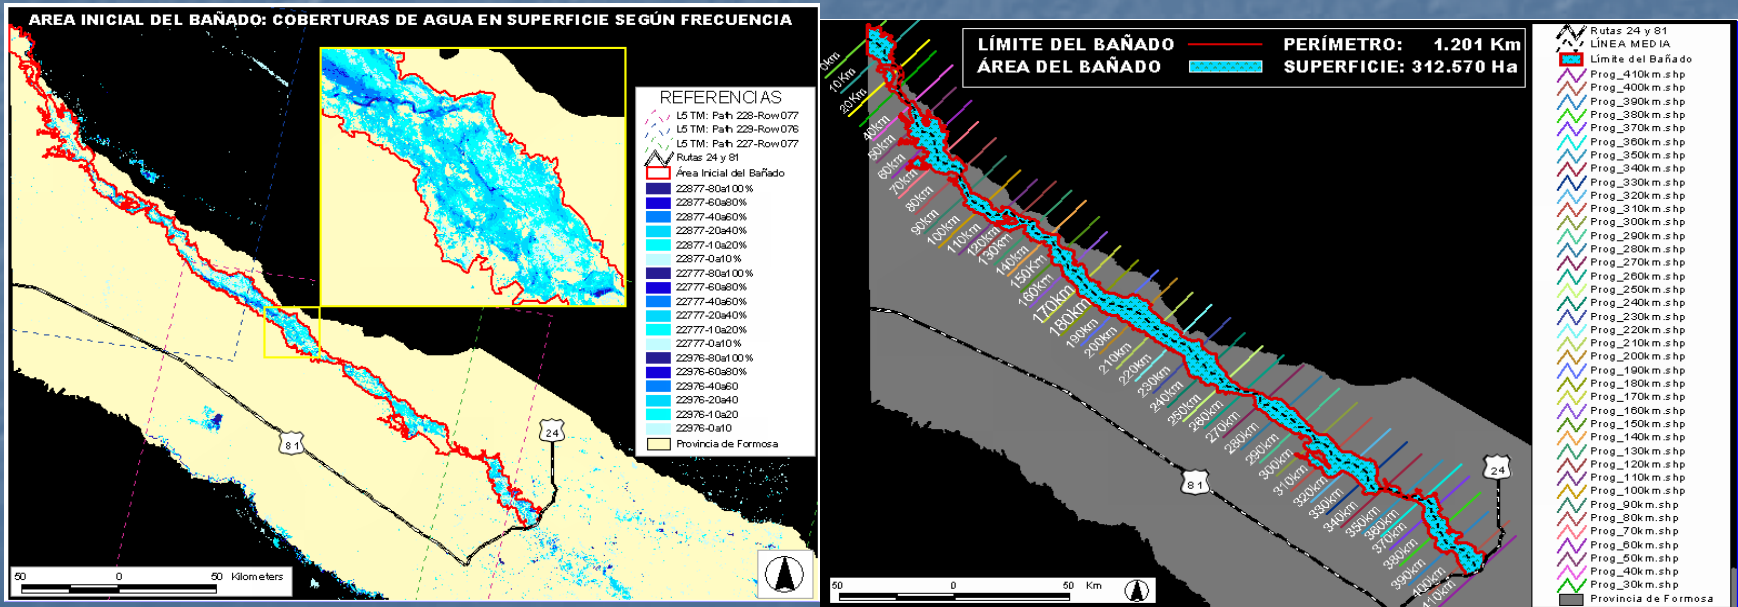 AREA INICIAL DEL BAÑADO: COBERTURAS DE AGUA EN SUPERFICIE SEGÚN FRECUENCIA
REFERENCIAS
L5 TM: Path 228-Row 077
L5 TM: Path 229-Row 076
L5 TM: Path 227-Row 077
Rutas 24 y 81
Área Inicial del Bañado
22877-80a100%
22877-60a80%
22877-40a60%
22877-20a40%
22877-10a20%
22877-0a10%
22777-80a100%
22777-60a80%
22777-40a60%
22777-20a40%
22777-10a20%
22777-0a10%
22976-80a100%
22976-60a80%
22976-40a60
22976-20a40
22976-10a20
22976-0a10
Provincia de Formosa
24
81
50 0 50 Kilometers
LÍMITE DEL BAÑADO PERÍMETRO: 1.201 Km
ÁREA DEL BAÑADO SUPERFICIE: 312.570 Ha
0km
10Km
20Km
40km
50km
60km
70km
80km
90km
100km
110km
120km
130km
140km
150Km
160km
170km
180km
190km
200km
210km
220km
230km
240km
250km
260km
270km
280km
290km
300km
310km
320km
330km
340km
350km
360km
370km
380km
390km
400km
410km
24
81
50 0 50 Km
Rutas 24 y 81
LÍNEA MEDIA
Límite del Bañado
Prog_410km.shp
Prog_400km.shp
Prog_390km.shp
Prog_380km.shp
Prog_370km.shp
Prog_360km.shp
Prog_350km.shp
Prog_340km.shp
Prog_330km.shp
Prog_320km.shp
Prog_310km.shp
Prog_300km.shp
Prog_290km.shp
Prog_280km.shp
Prog_270km.shp
Prog_260km.shp
Prog_250km.shp
Prog_240km.shp
Prog_230km.shp
Prog_220km.shp
Prog_210km.shp
Prog_200km.shp
Prog_190km.shp
Prog_180km.shp
Prog_170km.shp
Prog_160km.shp
Prog_150km.shp
Prog_140km.shp
Prog_130km.shp
Prog_120km.shp
Prog_110km.shp
Prog_100km.shp
Prog_90km.shp
Prog_80km.shp
Prog_70km.shp
Prog_60km.shp
Prog_50km.shp
Prog_40km.shp
Prog_30km.shp
Provincia de Formosa